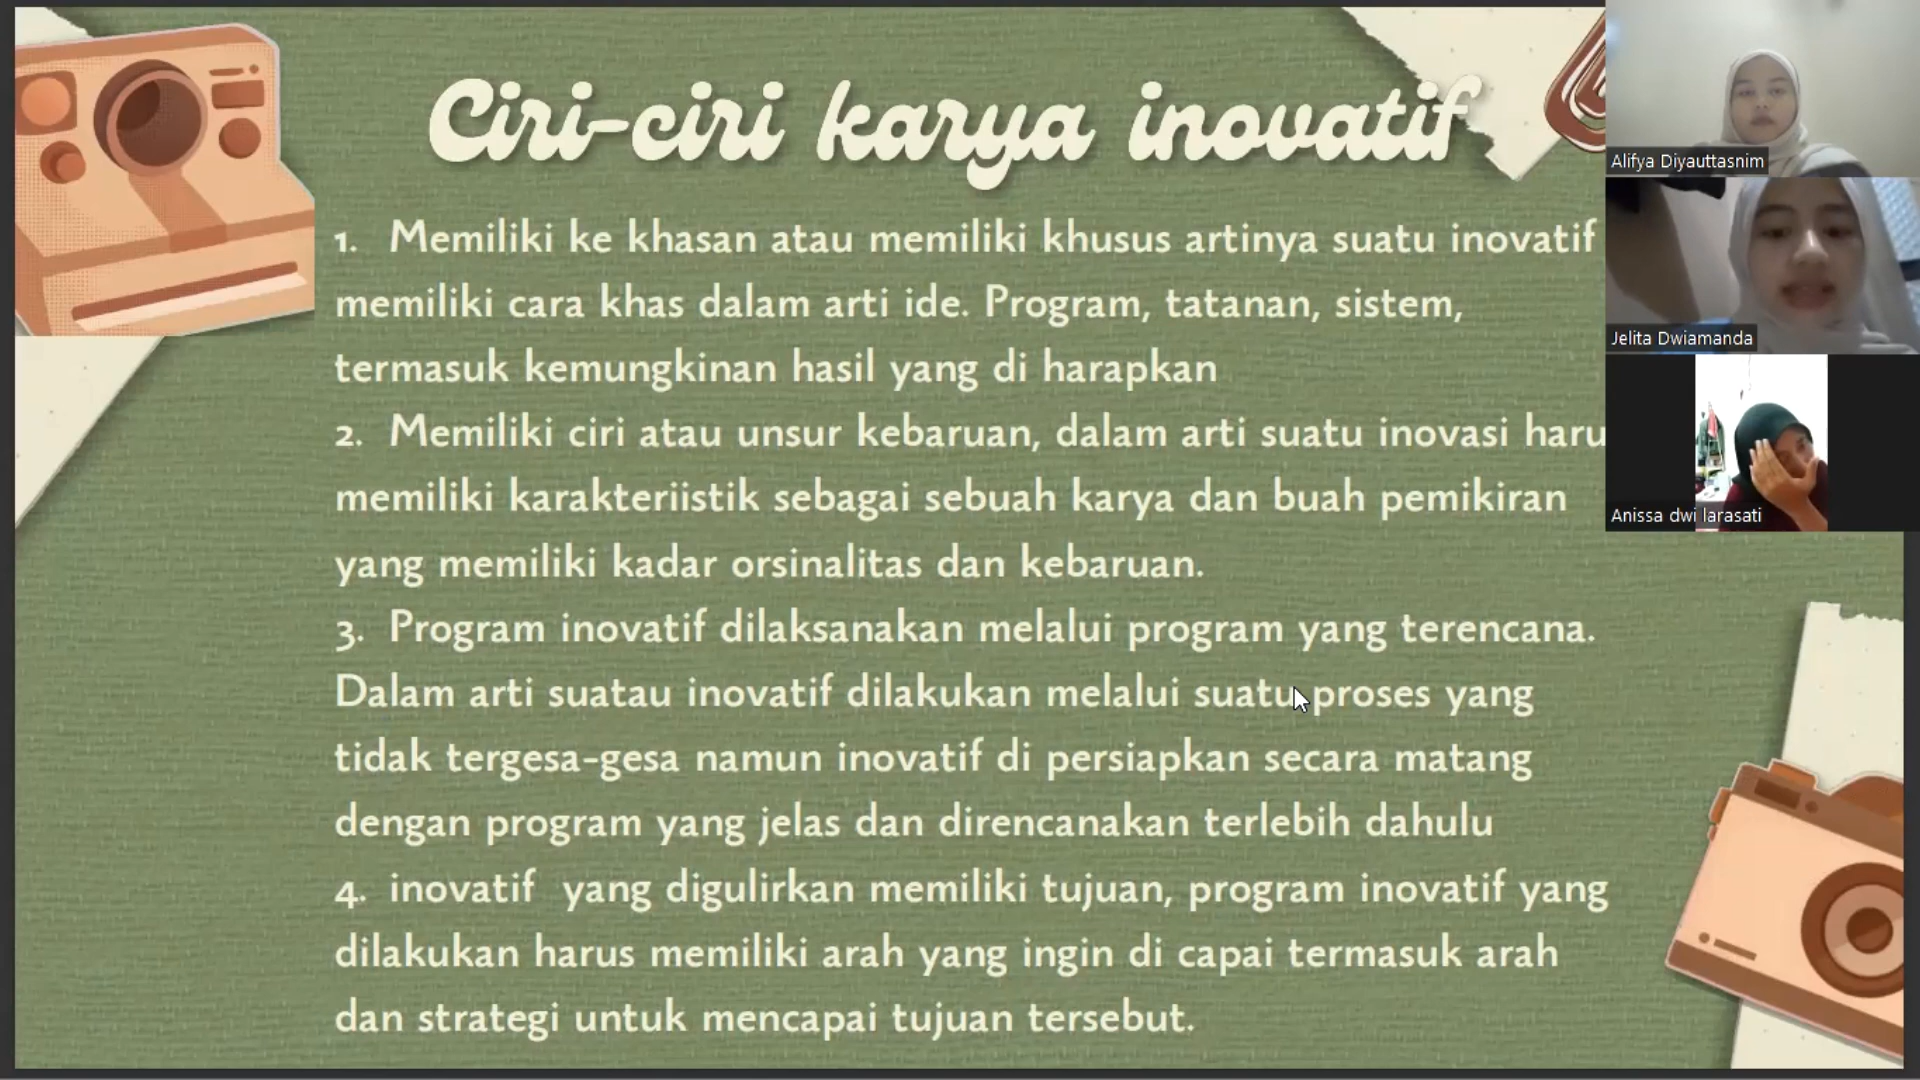 Ciri-ciri karya inovatif
1. Memiliki ke khasan atau memiliki khusus artinya suatu inovatif
memiliki cara khas dalam arti ide. Program, tatanan, sistem,
termasuk kemungkinan hasil yang di harapkan
2. Memiliki ciri atau unsur kebaruan, dalam arti suatu inovasi haru
memiliki karakteriistik sebagai sebuah karya dan buah pemikiran
yang memiliki kadar orsinalitas dan kebaruan.
3. Program inovatif dilaksanakan melalui program yang terencana.
Dalam arti suatau inovatif dilakukan melalui suatu proses yang
tidak tergesa-gesa namun inovatif di persiapkan secara matang
dengan program yang jelas dan direncanakan terlebih dahulu
4. inovatif yang digulirkan memiliki tujuan, program inovatif yang
dilakukan harus memiliki arah yang ingin di capai termasuk arah
dan strategi untuk mencapai tujuan tersebut.
Alifya Diyauttasnim
Jelita Dwiamanda
Anissa dwi larasati